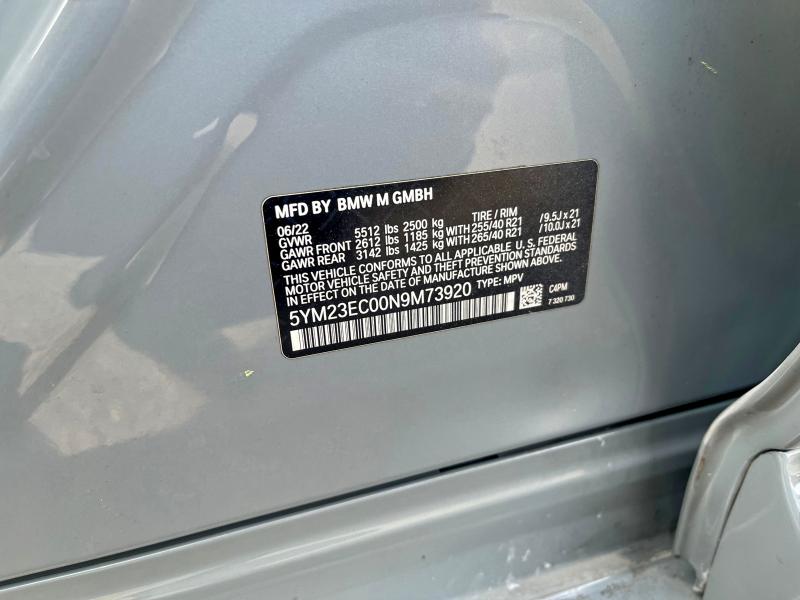 MFD BY BMW M GMBH
06/22
GVWR 5512 lbs 2500 kg TIRE / RIM
GAWR FRONT 2612 lbs 1185 kg WITH 255/40 R21 /9.5J x 21
GAWR REAR 3142 lbs 1425 kg WITH 265/40 R21 /10.0J x 21
THIS VEHICLE CONFORMS TO ALL APPLICABLE U. S. FEDERAL
MOTOR VEHICLE SAFETY AND THEFT PREVENTION STANDARDS
IN EFFECT ON THE DATE OF MANUFACTURE SHOWN ABOVE.
5YM23EC00N9M73920 TYPE: MPV
C4PM
7 320 730